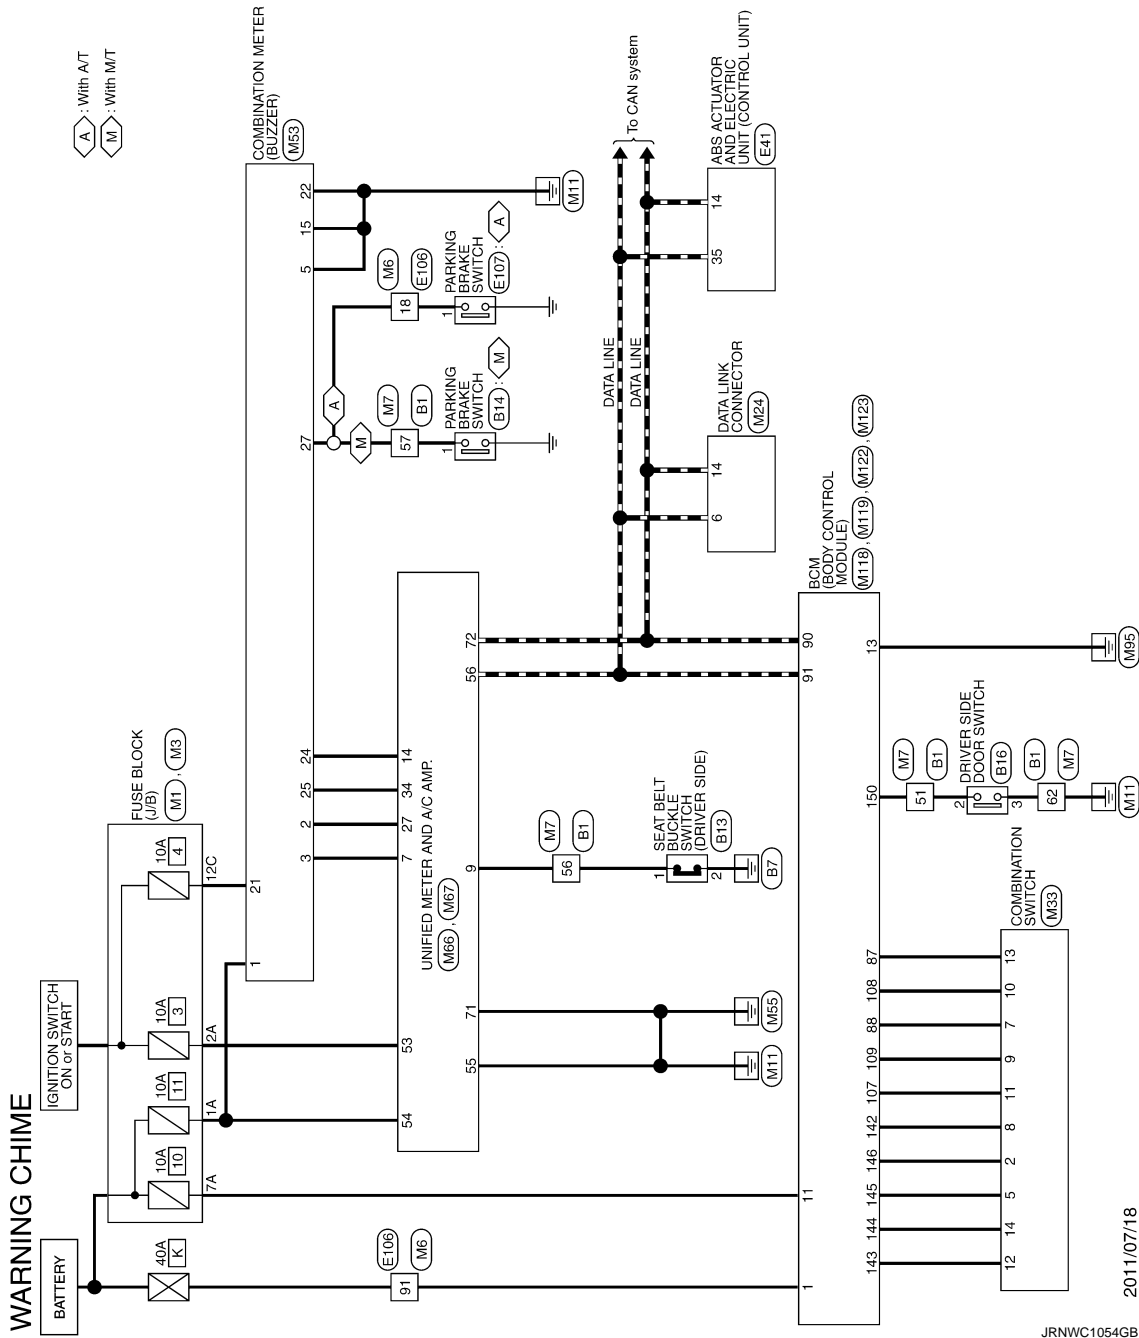 WARNING CHIME
: With A/T
A
: With M/T
M
BATTERY
IGNITION SWITCH
ON or START
FUSE BLOCK
(J/B)
M1 , M3
COMBINATION METER
(BUZZER)
M53
40A
K
10A
10
10A
11
10A
3
10A
4
7A
1A
2A
12C
1
21
3
2
25
24
27
5
15
22
A
M
E106
M6
91
M7
B1
57
M6
E106
18
PARKING
BRAKE
SWITCH
B14 : M
1
PARKING
BRAKE
SWITCH
E107 : A
1
M11
54
53
7
27
34
14
UNIFIED METER AND A/C AMP.
M66 , M67
55
71
9
56
72
M7
B1
56
SEAT BELT
BUCKLE
SWITCH
(DRIVER SIDE)
B13
1
2
M11
M55
B7
DATA LINE
DATA LINE
To CAN system
DATA LINK
CONNECTOR
M24
6
14
ABS ACTUATOR
AND ELECTRIC
UNIT (CONTROL UNIT)
E41
35
14
BCM
(BODY CONTROL
MODULE)
M118 , M119 , M122 , M123
1
11
91
90
143
144
145
146
142
107
109
88
108
87
150
13
12
14
5
2
8
11
9
7
10
13
COMBINATION
SWITCH
M33
M7
B1
51
DRIVER SIDE
DOOR SWITCH
B16
2
3
B1
M7
62
M11
M95
2011/07/18
JRNWC1054GB